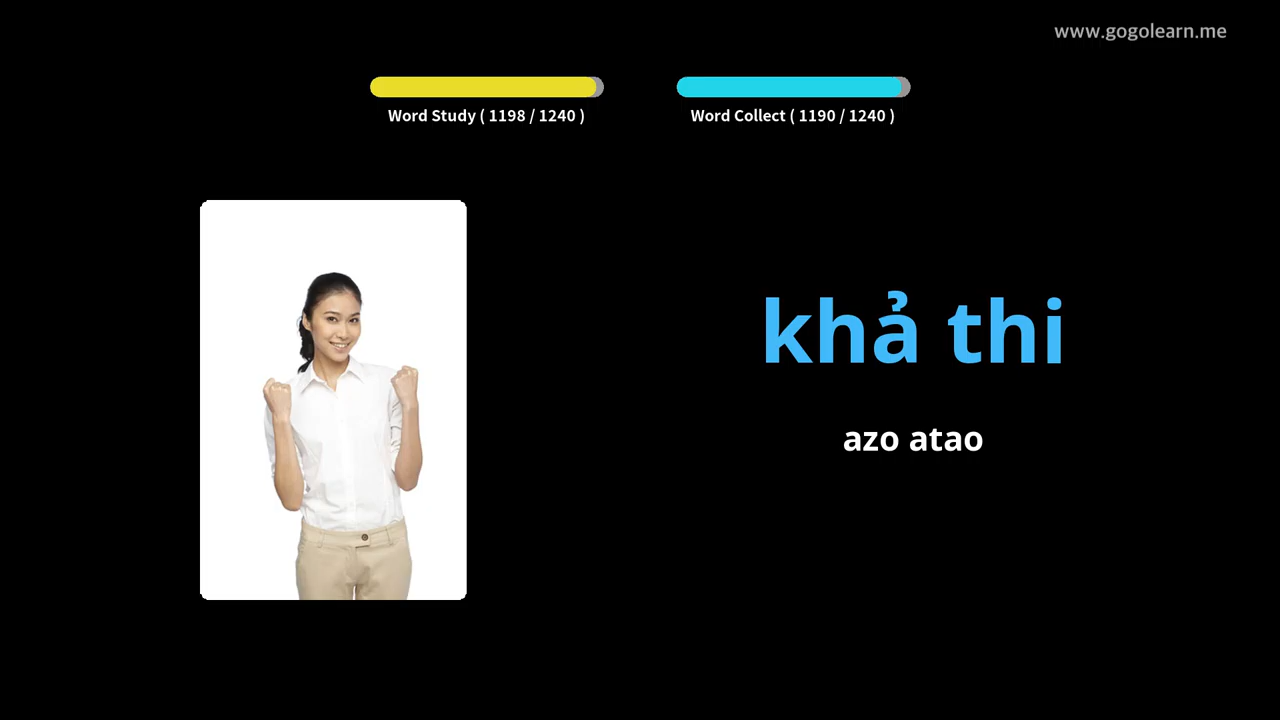 www.gogolearn.me
Word Study ( 1198 / 1240 )
Word Collect ( 1190 / 1240 )
khả thi
azo atao